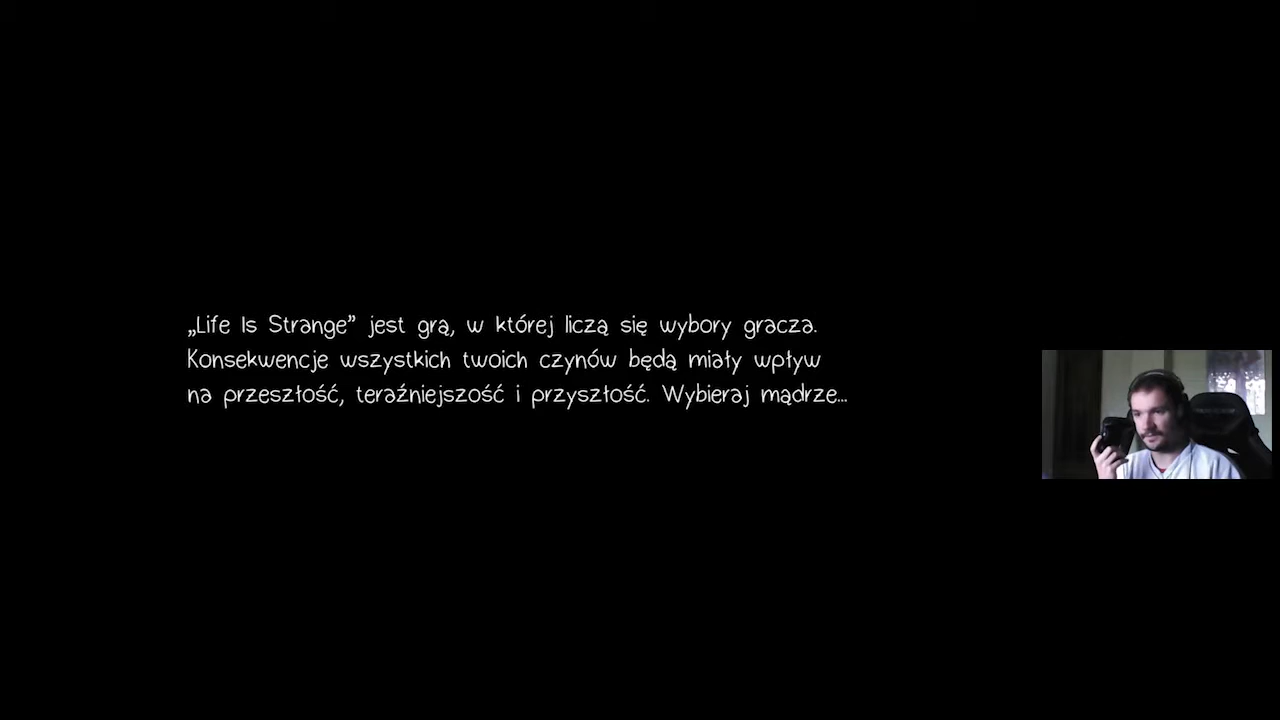 „Life Is Strange” jest grą, w której liczą się wybory gracza.
Konsekwencje wszystkich twoich czynów będą miały wpływ
na przeszłość, teraźniejszość i przyszłość. Wybieraj mądrze...